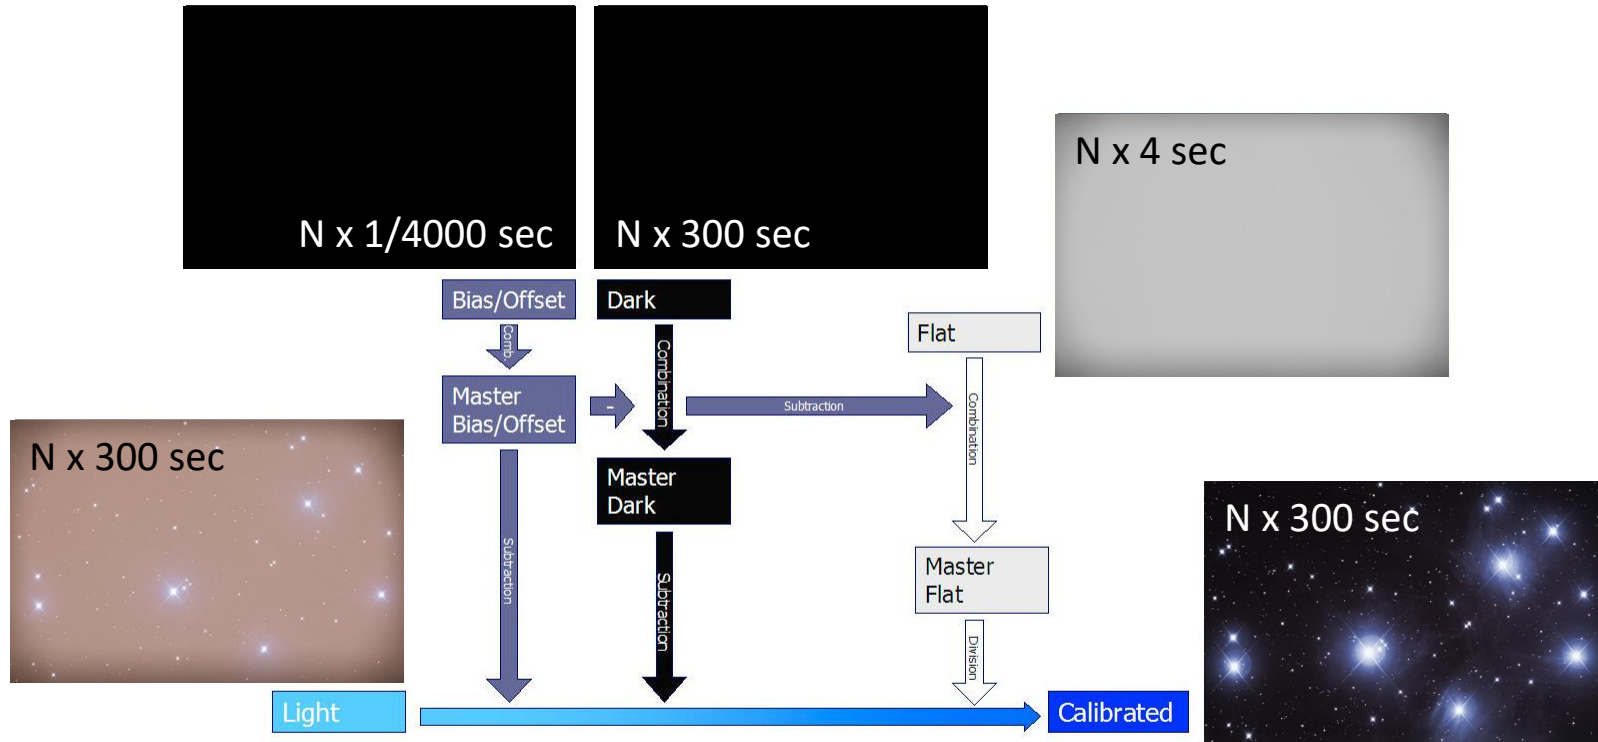 N x 1/4000 sec
N x 300 sec
N x 4 sec
Bias/Offset
Dark
Flat
Comb.
Combination
Master
Bias/Offset
-
Subtraction
Combination
N x 300 sec
Master
Dark
N x 300 sec
Subtraction
Subtraction
Master
Flat
Division
Light
Calibrated